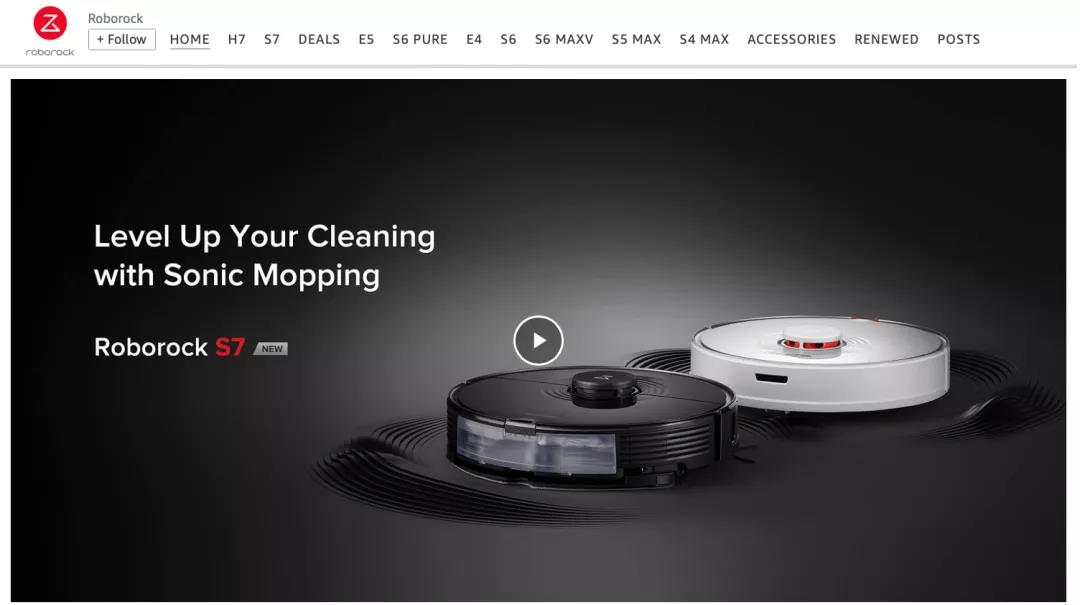 Roborock
+ Follow
roborock
HOME H7 S7 DEALS E5 S6 PURE E4 S6 S6 MAXV S5 MAX S4 MAX ACCESSORIES RENEWED POSTS
Level Up Your Cleaning
with Sonic Mopping
Roborock S7 NEW